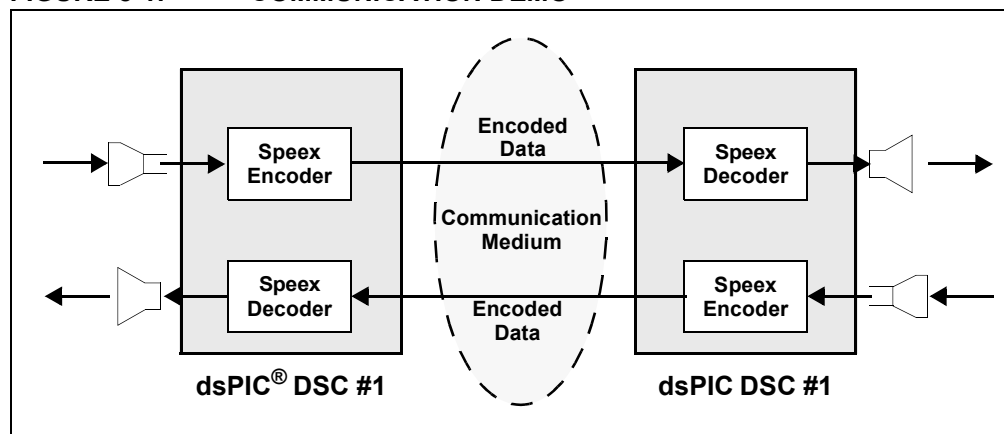 Speex
Encoder
Encoded
Data
Speex
Decoder
Communication
Medium
Speex
Decoder
Encoded
Data
Speex
Encoder
dsPIC® DSC #1
dsPIC DSC #1